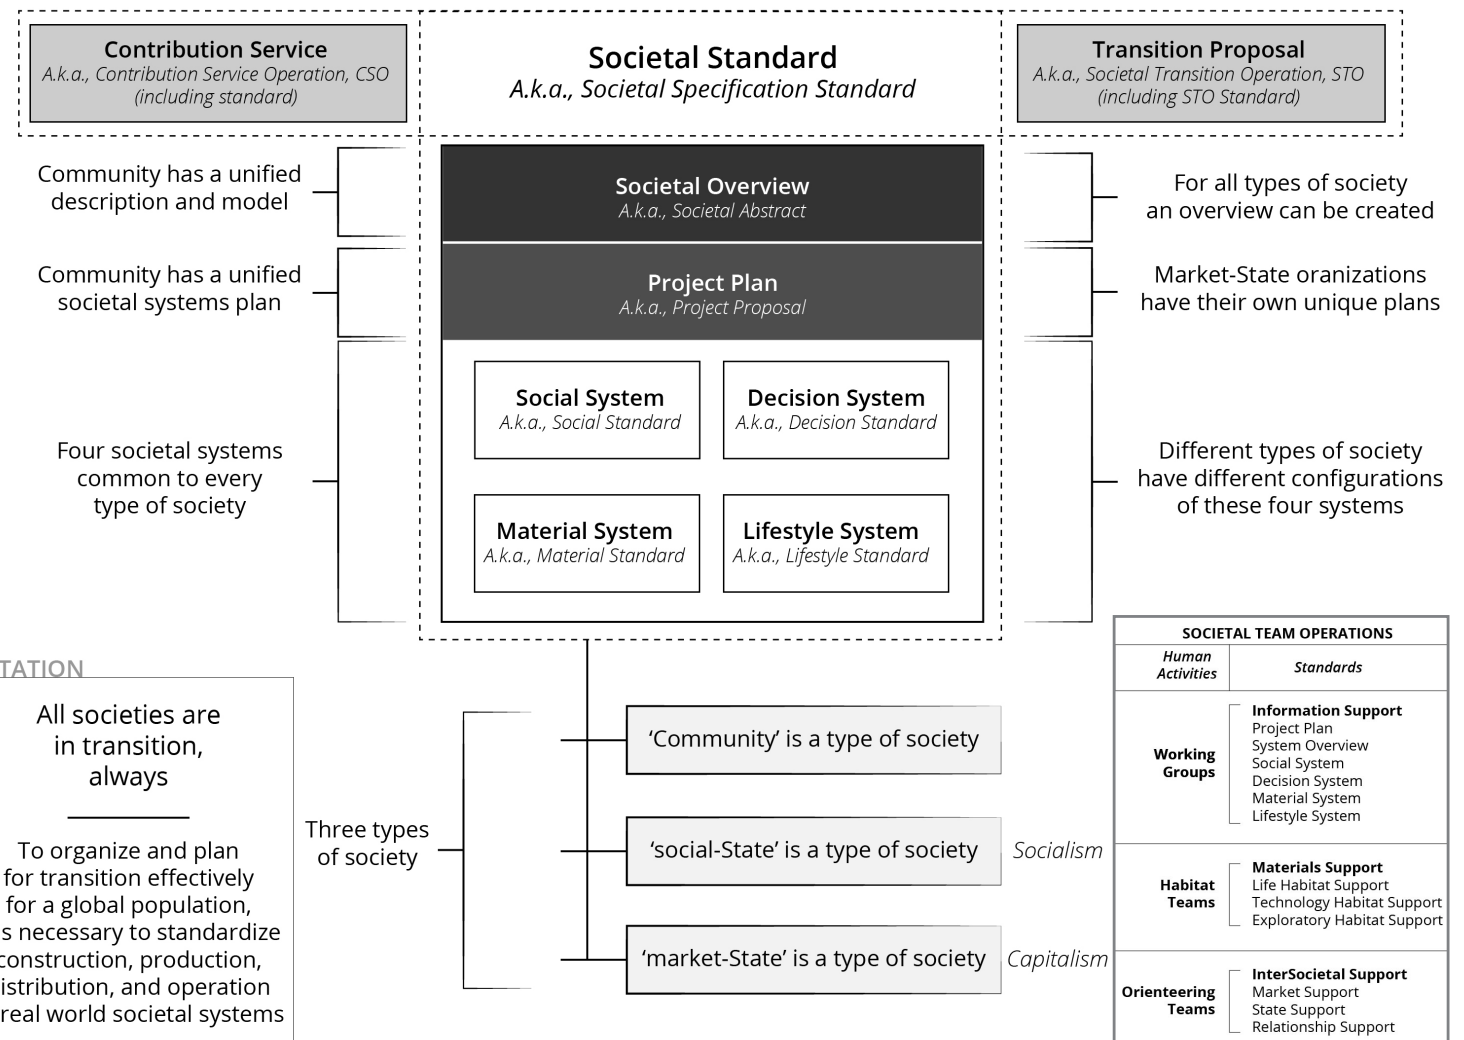 Contribution Service
A.k.a., Contribution Service Operation, CSO
(including standard)
Societal Standard
A.k.a., Societal Specification Standard
Transition Proposal
A.k.a., Societal Transition Operation, STO
(including STO Standard)
Community has a unified
description and model
Societal Overview
A.k.a., Societal Abstract
For all types of society
an overview can be created
Community has a unified
societal systems plan
Project Plan
A.k.a., Project Proposal
Market-State oranizations
have their own unique plans
Four societal systems
common to every
type of society
Social System
A.k.a., Social Standard
Decision System
A.k.a., Decision Standard
Material System
A.k.a., Material Standard
Lifestyle System
A.k.a., Lifestyle Standard
Different types of society
have different configurations
of these four systems
TATION
All societies are
in transition,
always
To organize and plan
for transition effectively
for a global population,
s necessary to standardize
construction, production,
istribution, and operation
real world societal systems
Three types
of society
‘Community’ is a type of society
‘social-State’ is a type of society
Socialism
‘market-State’ is a type of society
Capitalism
SOCIETAL TEAM OPERATIONS
Human
Activities
Standards
Working
Groups
Information Support
Project Plan
System Overview
Social System
Decision System
Material System
Lifestyle System
Habitat
Teams
Materials Support
Life Habitat Support
Technology Habitat Support
Exploratory Habitat Support
Orienteering
Teams
InterSocietal Support
Market Support
State Support
Relationship Support